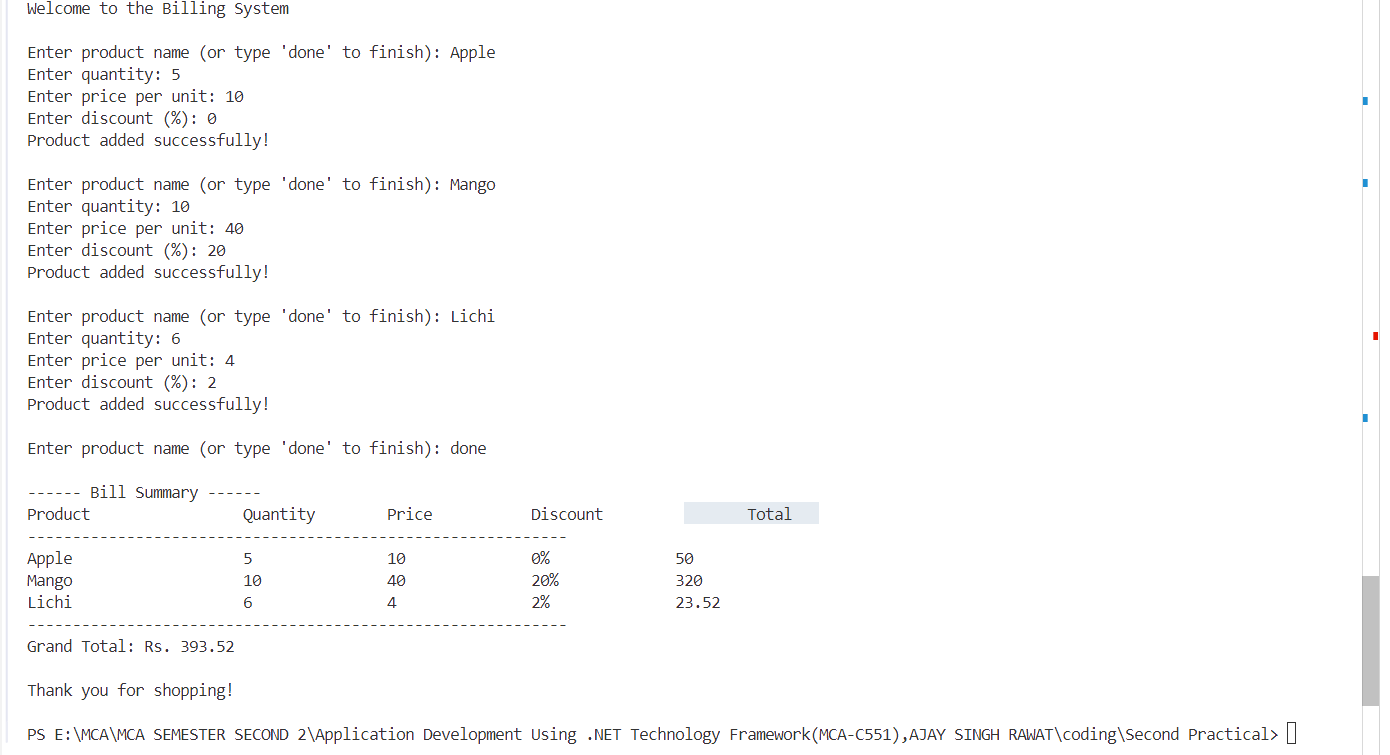 Welcome to the Billing System
Enter product name (or type 'done' to finish): Apple
Enter quantity: 5
Enter price per unit: 10
Enter discount (%): 0
Product added successfully!
Enter product name (or type 'done' to finish): Mango
Enter quantity: 10
Enter price per unit: 40
Enter discount (%): 20
Product added successfully!
Enter product name (or type 'done' to finish): Lichi
Enter quantity: 6
Enter price per unit: 4
Enter discount (%): 2
Product added successfully!
Enter product name (or type 'done' to finish): done
------ Bill Summary ------
Product Quantity Price Discount Total
------------------------------------------------------------
Apple 5 10 0% 50
Mango 10 40 20% 320
Lichi 6 4 2% 23.52
------------------------------------------------------------
Grand Total: Rs. 393.52
Thank you for shopping!
PS E:\MCA\MCA SEMESTER SECOND 2\Application Development Using .NET Technology Framework(MCA-C551),AJAY SINGH RAWAT\coding\Second Practical>